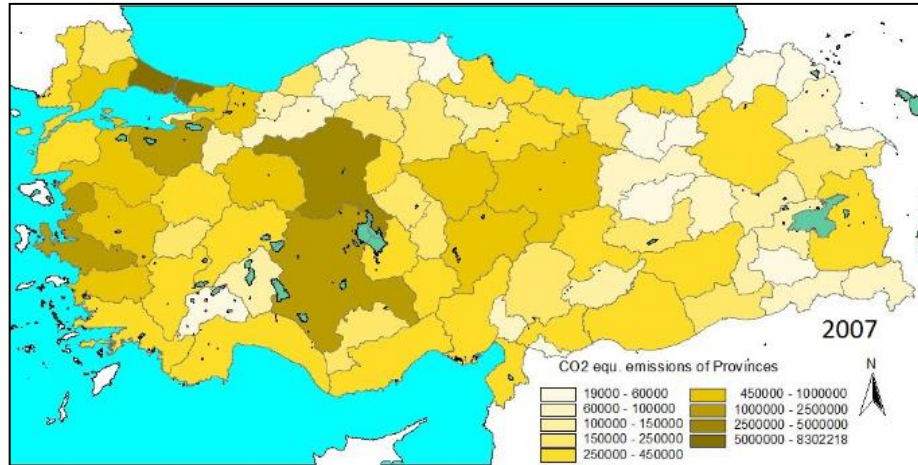 2007
CO2 equ. emissions of Provinces
N
19000 - 60000
60000 - 100000
100000 - 150000
150000 - 250000
250000 - 450000
450000 - 1000000
1000000 - 2500000
2500000 - 5000000
5000000 - 8302218